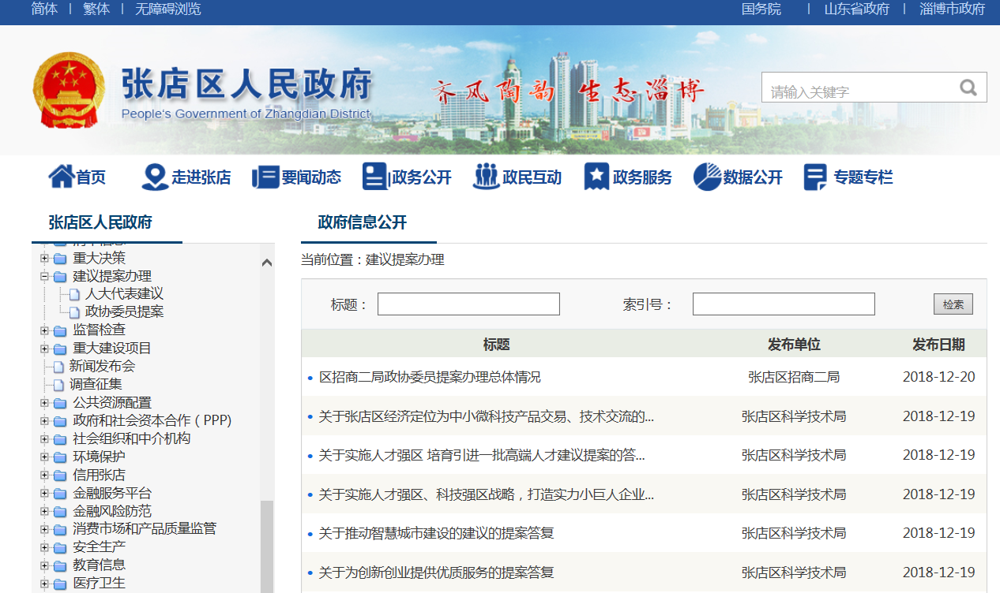 简体 | 繁体 | 无障碍浏览 国务院 | 山东省政府 | 淄博市政府
张店区人民政府
People's Government of Zhangdian District
齐风陶韵 生态淄博
请输入关键字
首页 走进张店 要闻动态 政务公开 政民互动 政务服务 数据公开 专题专栏
张店区人民政府
重大决策
建议提案办理
人大代表建议
政协委员提案
监督检查
重大建设项目
新闻发布会
调查征集
公共资源配置
政府和社会资本合作（PPP)
社会组织和中介机构
环境保护
信用张店
金融服务平台
金融风险防范
消费市场和产品质量监管
安全生产
教育信息
医疗卫生
政府信息公开
当前位置：建议提案办理
标题： 索引号： 检索
标题 发布单位 发布日期
区招商二局政协委员提案办理总体情况 张店区招商二局 2018-12-20
关于张店区经济定位为中小微科技产品交易、技术交流的... 张店区科学技术局 2018-12-19
关于实施人才强区 培育引进一批高端人才建议提案的答... 张店区科学技术局 2018-12-19
关于实施人才强区、科技强区战略，打造实力小巨人企业... 张店区科学技术局 2018-12-19
关于推动智慧城市建设的建议的提案答复 张店区科学技术局 2018-12-19
关于为创新创业提供优质服务的提案答复 张店区科学技术局 2018-12-19